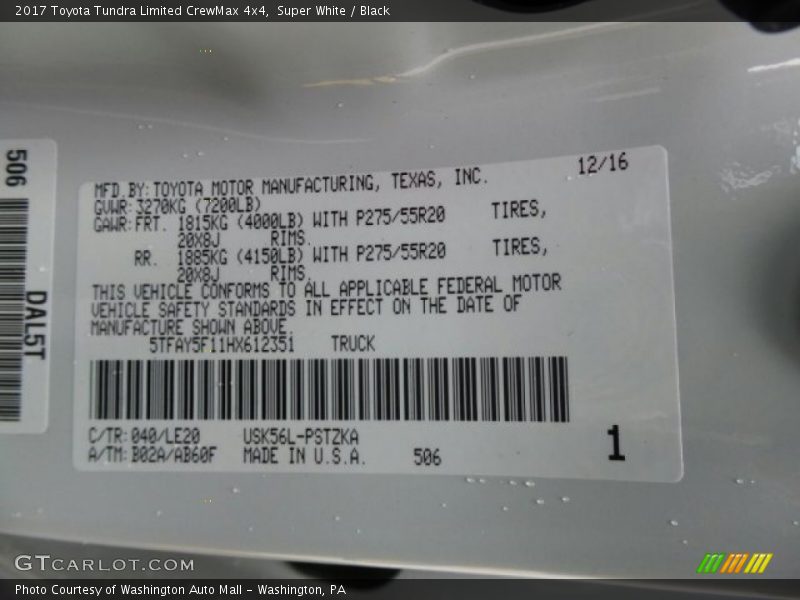 2017 Toyota Tundra Limited CrewMax 4x4, Super White / Black
506
DAL5T
12/16
MFD.BY:TOYOTA MOTOR MANUFACTURING, TEXAS, INC.
GVWR:3270KG (7200LB)
GAWR:FRT. 1815KG (4000LB) WITH P275/55R20 TIRES,
20X8J RIMS.
RR. 1885KG (4150LB) WITH P275/55R20 TIRES,
20X8J RIMS.
THIS VEHICLE CONFORMS TO ALL APPLICABLE FEDERAL MOTOR
VEHICLE SAFETY STANDARDS IN EFFECT ON THE DATE OF
MANUFACTURE SHOWN ABOVE.
5TFAY5F11HX612351 TRUCK
C/TR:040/LE20 USK56L-PSTZKA
A/TM:B02A/AB60F MADE IN U.S.A. 506
1
GTCARLOT.COM
Photo Courtesy of Washington Auto Mall - Washington, PA